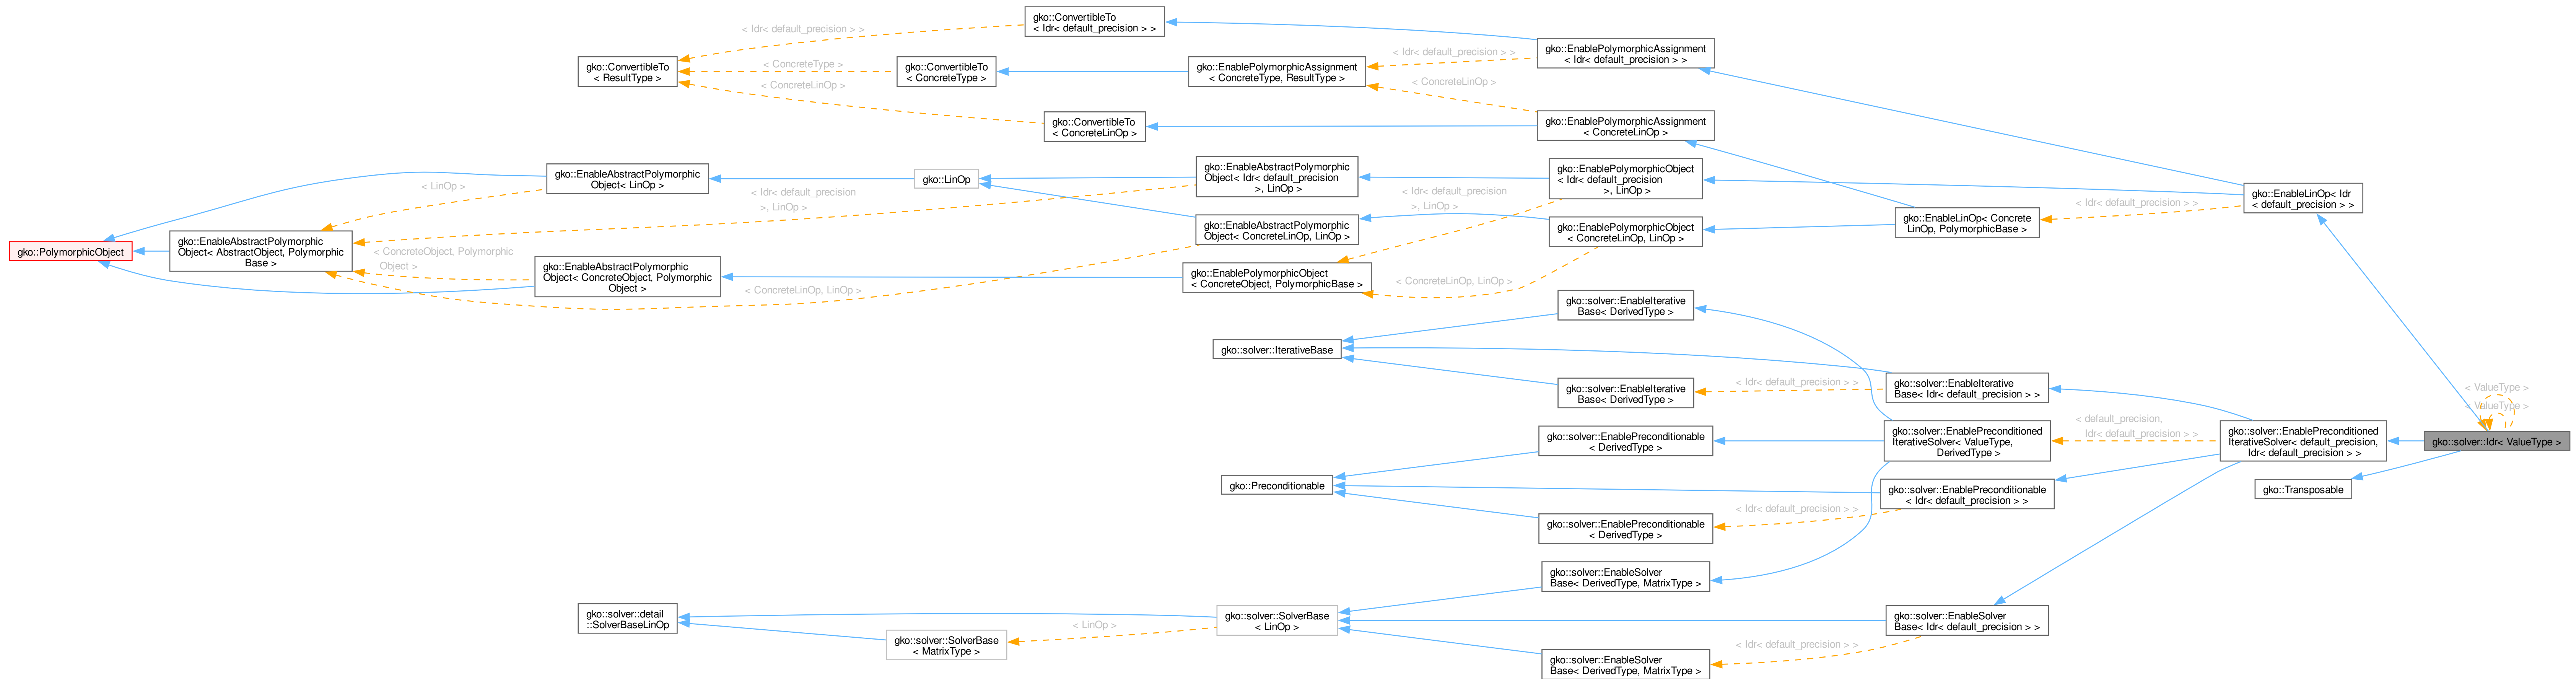 gko::ConvertibleTo
< Idr< default_precision > >
< Idr< default_precision > >
gko::EnablePolymorphicAssignment
< Idr< default_precision > >
< Idr< default_precision > >
gko::ConvertibleTo
< ResultType >
< ConcreteType >
gko::ConvertibleTo
< ConcreteType >
gko::EnablePolymorphicAssignment
< ConcreteType, ResultType >
< ConcreteLinOp >
< ConcreteLinOp >
gko::ConvertibleTo
< ConcreteLinOp >
gko::EnablePolymorphicAssignment
< ConcreteLinOp >
gko::EnableAbstractPolymorphic
Object< LinOp >
gko::LinOp
gko::EnableAbstractPolymorphic
Object< Idr< default_precision
>, LinOp >
gko::EnablePolymorphicObject
< Idr< default_precision
>, LinOp >
< LinOp >
< Idr< default_precision
>, LinOp >
< Idr< default_precision
>, LinOp >
gko::EnableLinOp< Idr
< default_precision > >
< Idr< default_precision > >
gko::EnableLinOp< Concrete
LinOp, PolymorphicBase >
gko::EnableAbstractPolymorphic
Object< ConcreteLinOp, LinOp >
gko::EnablePolymorphicObject
< ConcreteLinOp, LinOp >
gko::PolymorphicObject
gko::EnableAbstractPolymorphic
Object< AbstractObject, Polymorphic
Base >
< ConcreteObject, Polymorphic
Object >
gko::EnableAbstractPolymorphic
Object< ConcreteObject, Polymorphic
Object >
< ConcreteLinOp, LinOp >
gko::EnablePolymorphicObject
< ConcreteObject, PolymorphicBase >
< ConcreteLinOp, LinOp >
gko::solver::EnableIterative
Base< DerivedType >
gko::solver::IterativeBase
gko::solver::EnableIterative
Base< DerivedType >
< Idr< default_precision > >
gko::solver::EnableIterative
Base< Idr< default_precision > >
< ValueType >
< ValueType >
gko::solver::EnablePreconditionable
< DerivedType >
gko::solver::EnablePreconditioned
IterativeSolver< ValueType,
DerivedType >
< default_precision,
Idr< default_precision > >
gko::solver::EnablePreconditioned
IterativeSolver< default_precision,
Idr< default_precision > >
gko::solver::Idr< ValueType >
gko::Preconditionable
gko::solver::EnablePreconditionable
< Idr< default_precision > >
gko::Transposable
< Idr< default_precision > >
gko::solver::EnablePreconditionable
< DerivedType >
gko::solver::EnableSolver
Base< DerivedType, MatrixType >
gko::solver::detail
::SolverBaseLinOp
gko::solver::SolverBase
< LinOp >
gko::solver::EnableSolver
Base< Idr< default_precision > >
< LinOp >
gko::solver::SolverBase
< MatrixType >
< Idr< default_precision > >
gko::solver::EnableSolver
Base< DerivedType, MatrixType >